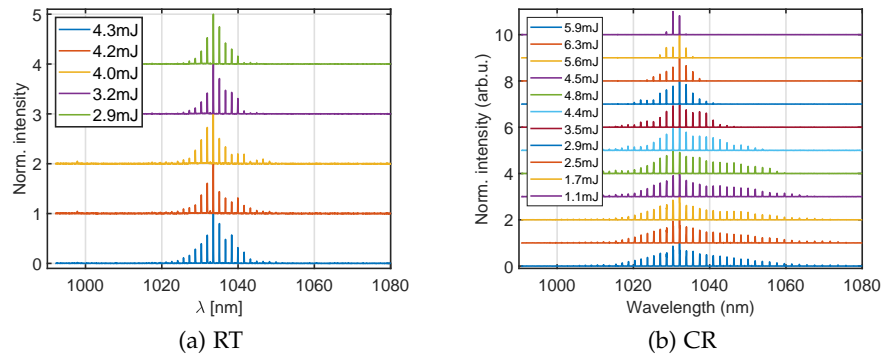 5
4
3
2
1
0
Norm. intensity
4.3mJ
4.2mJ
4.0mJ
3.2mJ
2.9mJ
1000
1020
1040
1060
1080
λ [nm]
(a) RT
10
8
6
4
2
0
Norm. intensity (arb.u.)
5.9mJ
6.3mJ
5.6mJ
4.5mJ
4.8mJ
4.4mJ
3.5mJ
2.9mJ
2.5mJ
1.7mJ
1.1mJ
1000
1020
1040
1060
1080
Wavelength (nm)
(b) CR